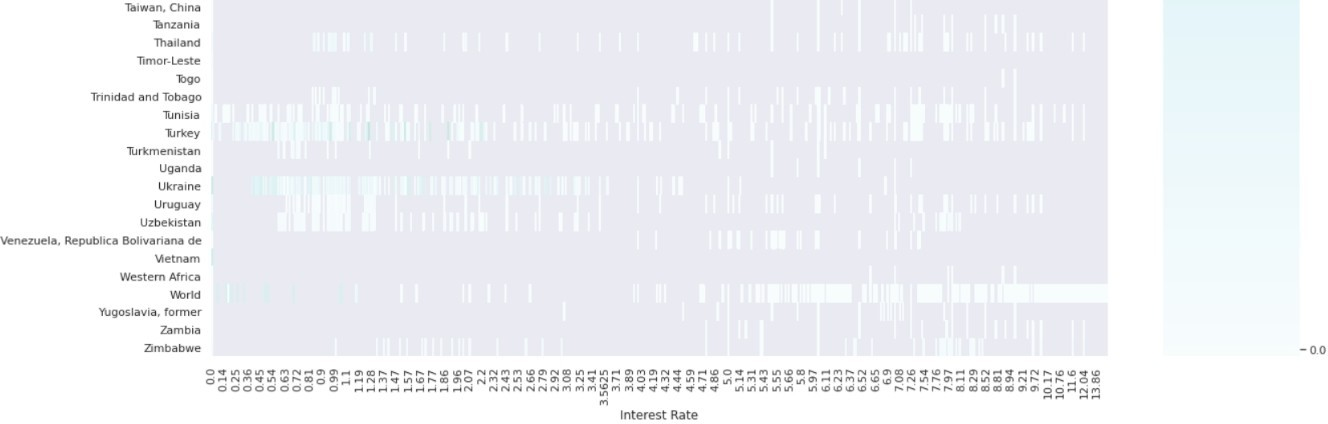 Taiwan, China
Tanzania
Thailand
Timor-Leste
Togo
Trinidad and Tobago
Tunisia
Turkey
Turkmenistan
Uganda
Ukraine
Uruguay
Uzbekistan
Venezuela, Republica Bolivariana de
Vietnam
Western Africa
World
Yugoslavia, former
Zambia
Zimbabwe
0.0
0.0 0.14 0.25 0.36 0.45 0.54 0.63 0.72 0.81 0.9 0.99 1.1 1.19 1.28 1.37 1.47 1.57 1.67 1.77 1.86 1.96 2.07 2.2 2.32 2.43 2.53 2.66 2.79 2.92 3.08 3.25 3.41 3.5625 3.71 3.89 4.03 4.19 4.32 4.44 4.59 4.71 4.86 5.0 5.14 5.31 5.43 5.55 5.66 5.8 5.97 6.11 6.23 6.37 6.52 6.65 6.9 7.08 7.26 7.54 7.76 7.97 8.11 8.29 8.52 8.81 8.94 9.21 9.72 10.17 10.76 11.6 12.04 13.86
Interest Rate